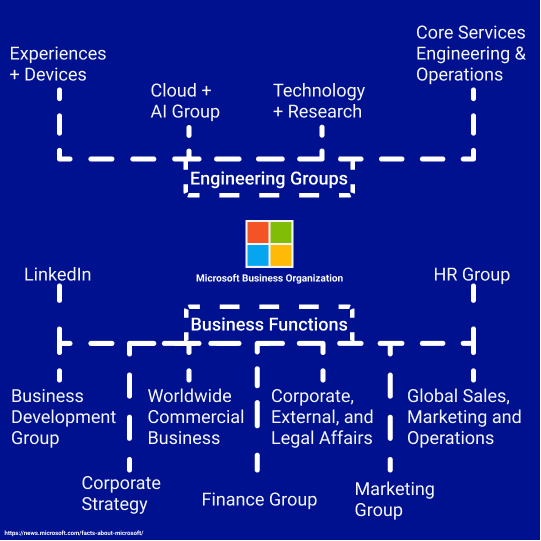 Experiences
+ Devices
Cloud +
AI Group
Technology
+ Research
Core Services
Engineering &
Operations
Engineering Groups
Microsoft Business Organization
LinkedIn
HR Group
Business Functions
Business
Development
Group
Worldwide
Commercial
Business
Corporate,
External, and
Legal Affairs
Global Sales,
Marketing and
Operations
Corporate
Strategy
Finance Group
Marketing
Group
https://news.microsoft.com/facts-about-microsoft/